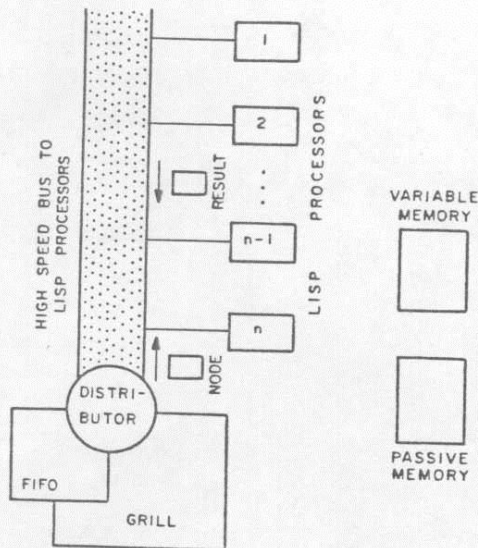 HIGH SPEED BUS TO
LISP PROCESSORS
1
2
RESULT
. . . .
n-1
n
NODE
LISP PROCESSORS
VARIABLE
MEMORY
PASSIVE
MEMORY
DISTRI-
BUTOR
FIFO
GRILL